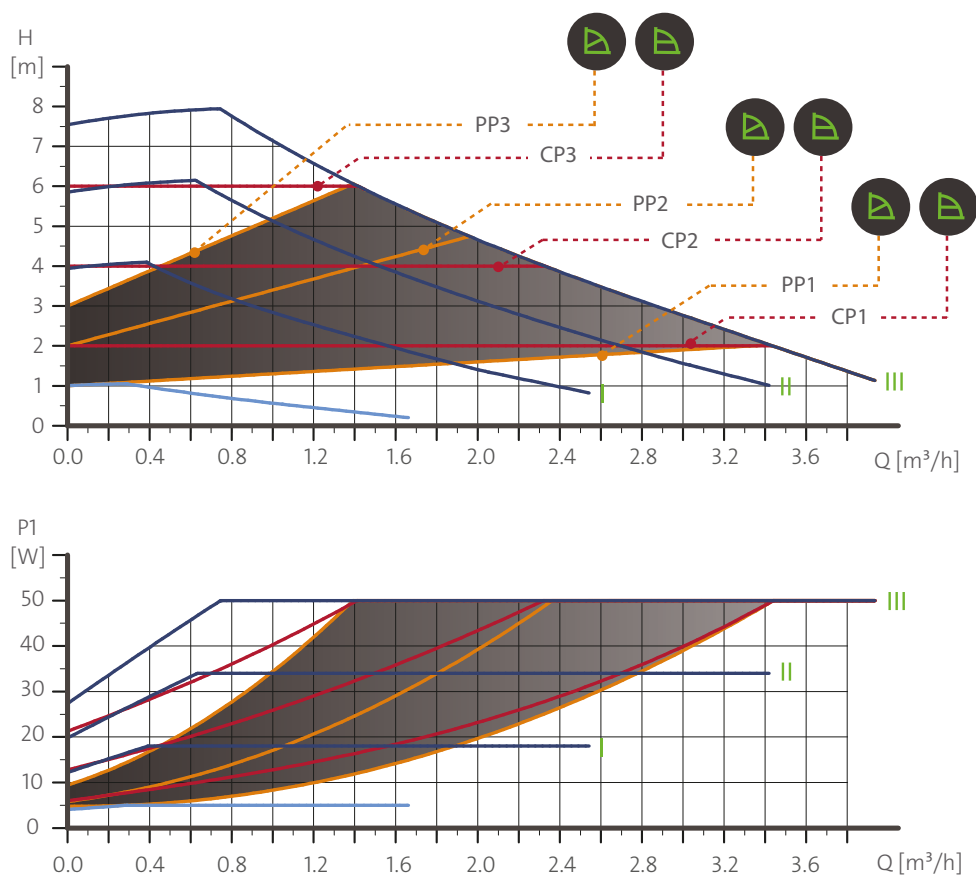 H
[m]
8
7
6
5
4
3
2
1
0
PP3
CP3
PP2
CP2
PP1
CP1
I
II
III
0.0 0.4 0.8 1.2 1.6 2.0 2.4 2.8 3.2 3.6 Q [m³/h]
P1
[W]
50
40
30
20
10
0
III
II
I
0.0 0.4 0.8 1.2 1.6 2.0 2.4 2.8 3.2 3.6 Q [m³/h]